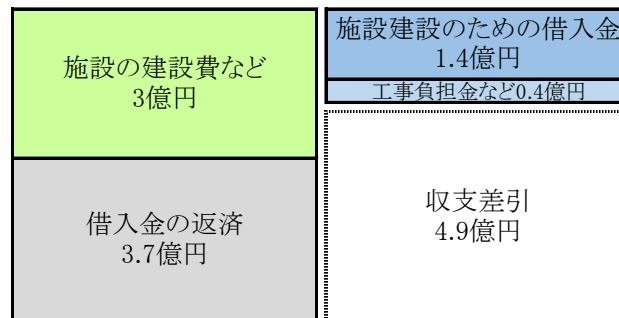 施設の建設費など
3億円
借入金の返済
3.7億円
施設建設のための借入金
1.4億円
工事負担金など0.4億円
収支差引
4.9億円